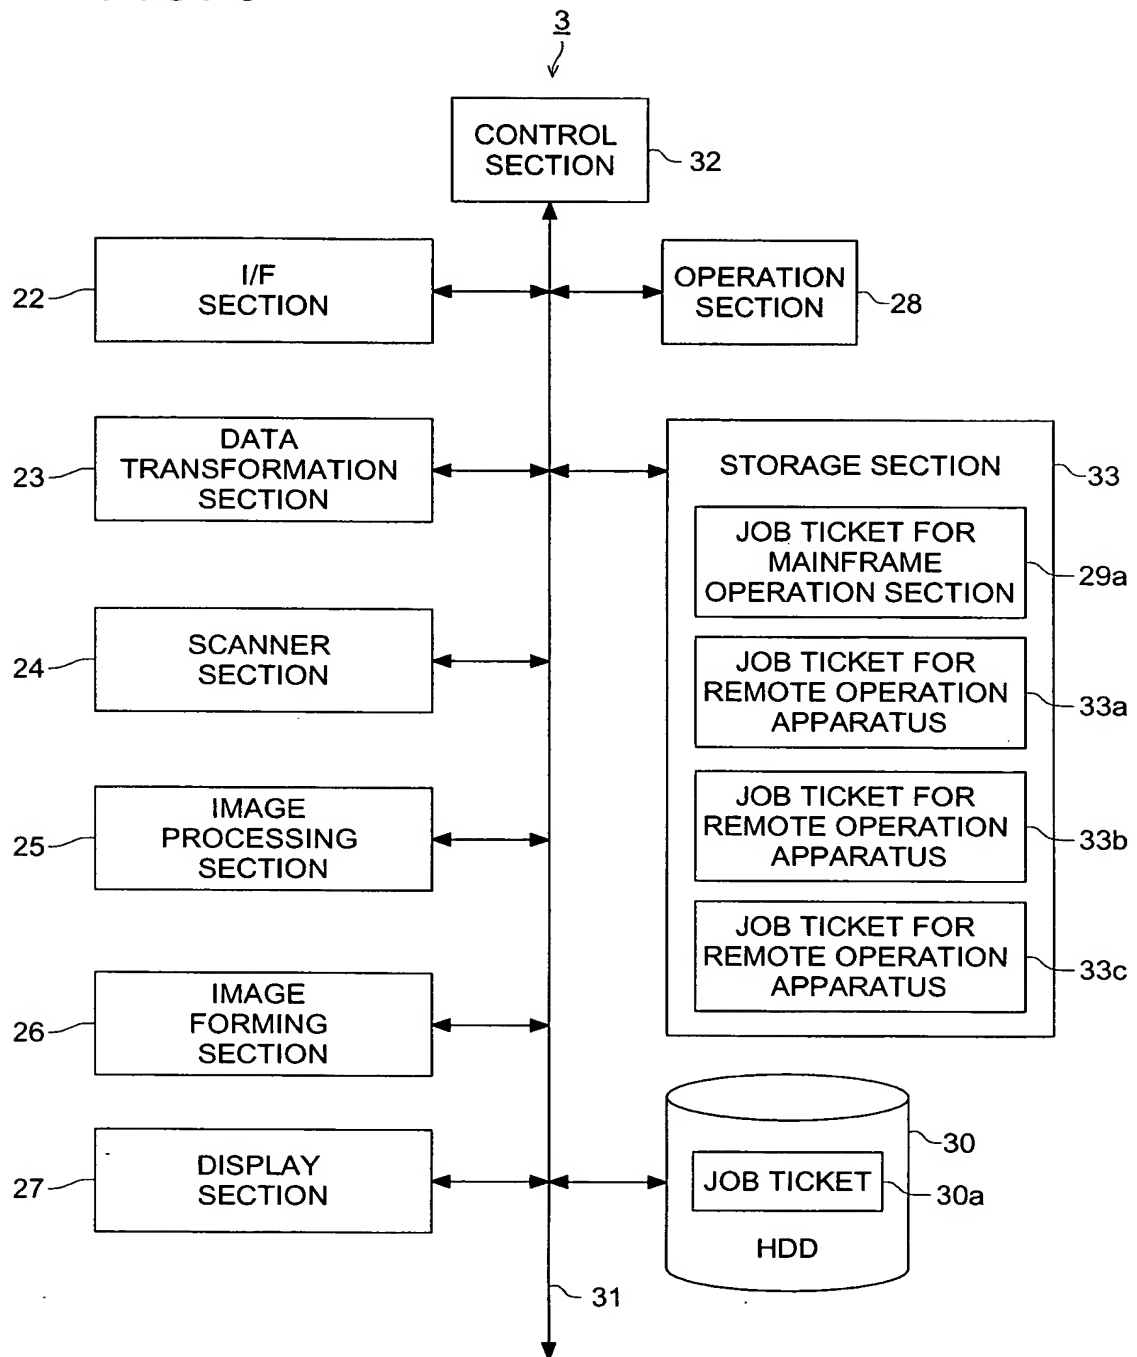 3
CONTROL
SECTION
32
I/F
SECTION
22
OPERATION
SECTION
28
DATA
TRANSFORMATION
SECTION
23
STORAGE SECTION
33
JOB TICKET FOR
MAINFRAME
OPERATION SECTION
29a
SCANNER
SECTION
24
JOB TICKET FOR
REMOTE OPERATION
APPARATUS
33a
IMAGE
PROCESSING
SECTION
25
JOB TICKET FOR
REMOTE OPERATION
APPARATUS
33b
IMAGE
FORMING
SECTION
26
JOB TICKET FOR
REMOTE OPERATION
APPARATUS
33c
DISPLAY
SECTION
27
30
JOB TICKET
30a
HDD
31